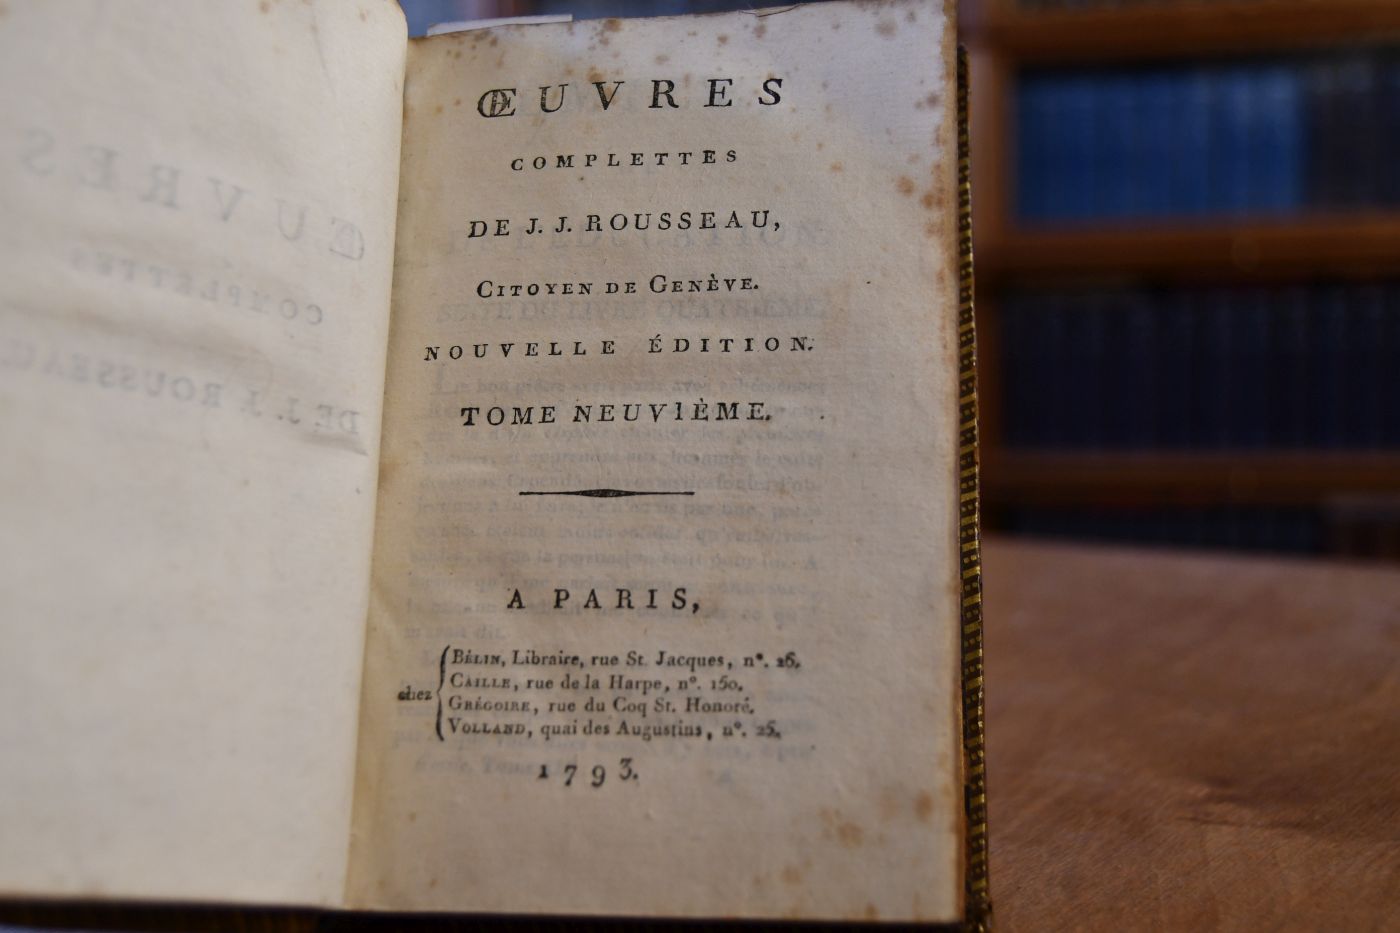 ŒUVRES
COMPLETTES
DE J. J. ROUSSEAU,
CITOYEN DE GENÈVE.
NOUVELLE ÉDITION.
TOME NEUVIÈME.
A PARIS,
chez
BÉLIN, Libraire, rue St. Jacques, n°. 26.
CAILLE, rue de la Harpe, n°. 150.
GRÉGOIRE, rue du Coq St. Honoré.
VOLLAND, quai des Augustins, n°. 25.
1793.